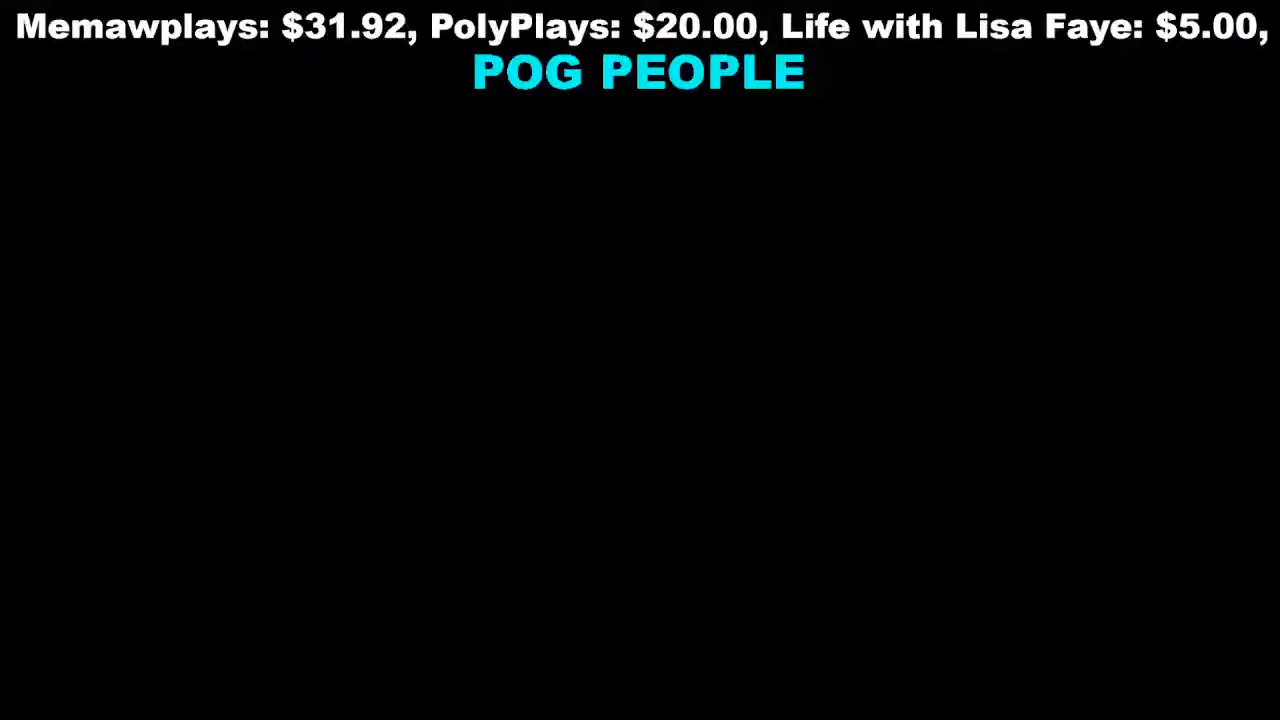 Memawplays: $31.92, PolyPlays: $20.00, Life with Lisa Faye: $5.00,
POG PEOPLE